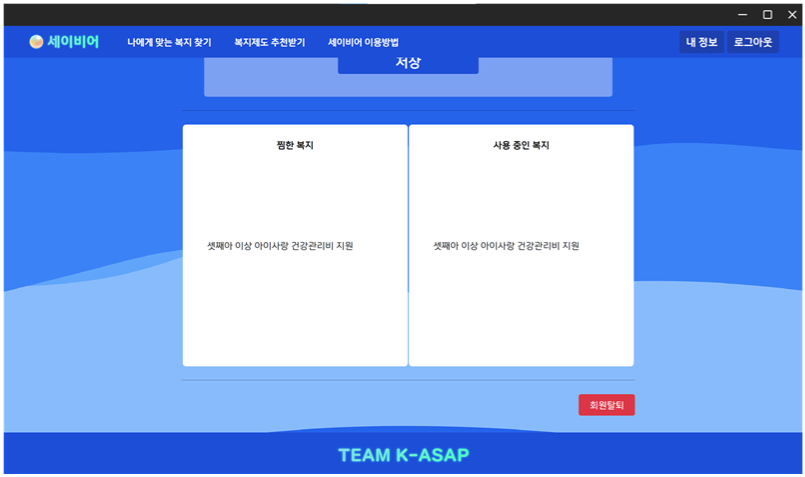 세이비어 나에게 맞는 복지 찾기 복지제도 추천받기 세이비어 이용방법 내 정보 로그아웃
저장
찜한 복지 사용 중인 복지
셋째아 이상 아이사랑 건강관리비 지원 셋째아 이상 아이사랑 건강관리비 지원
회원탈퇴
TEAM K-ASAP